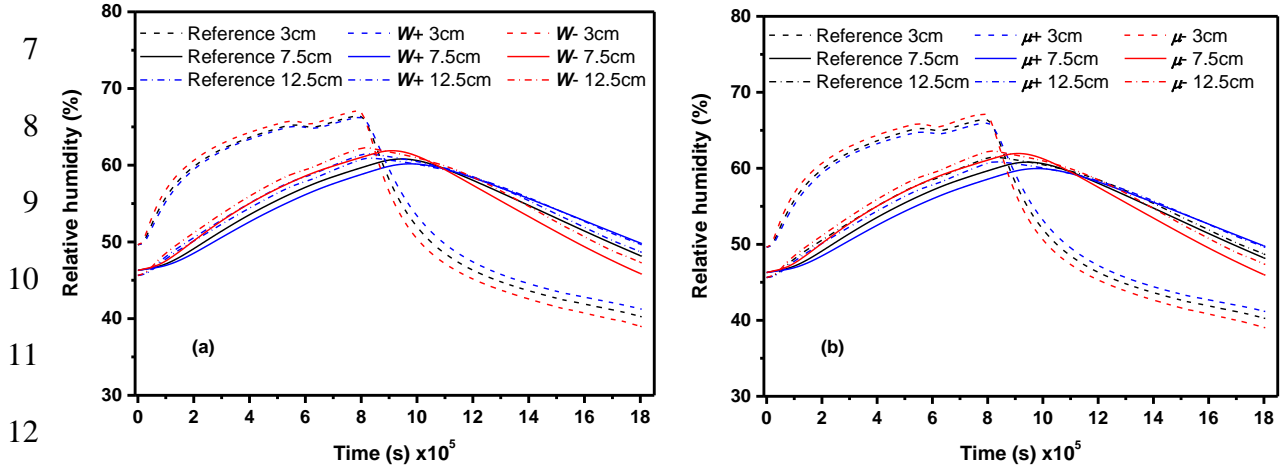 7
8
9
10
11
12
80
70
60
50
40
30
Relative humidity (%)
Reference 3cm W+ 3cm W- 3cm
Reference 7.5cm W+ 7.5cm W- 7.5cm
Reference 12.5cm W+ 12.5cm W- 12.5cm
(a)
0 2 4 6 8 10 12 14 16 18
Time (s) x10⁵
80
70
60
50
40
30
Relative humidity (%)
Reference 3cm μ+ 3cm μ- 3cm
Reference 7.5cm μ+ 7.5cm μ- 7.5cm
Reference 12.5cm μ+ 12.5cm μ- 12.5cm
(b)
0 2 4 6 8 10 12 14 16 18
Time (s) x10⁵